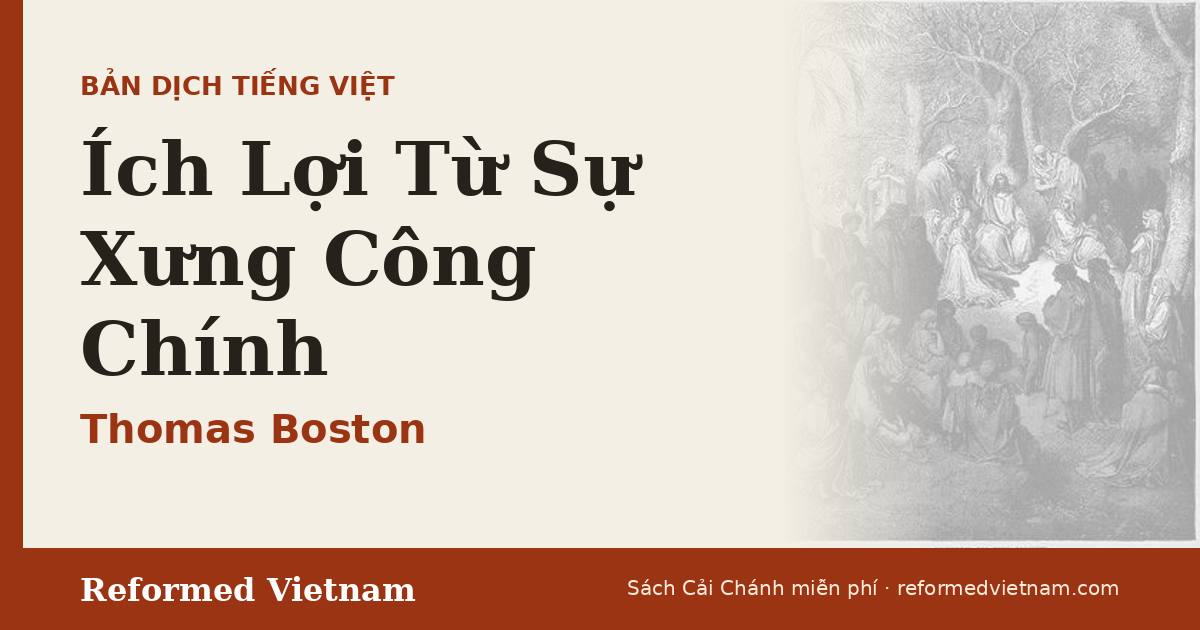 BẢN DỊCH TIẾNG VIỆT
Ích Lợi Từ Sự
Xưng Công
Chính
Thomas Boston
Reformed Vietnam
Sách Cải Chánh miễn phí · reformedvietnam.com